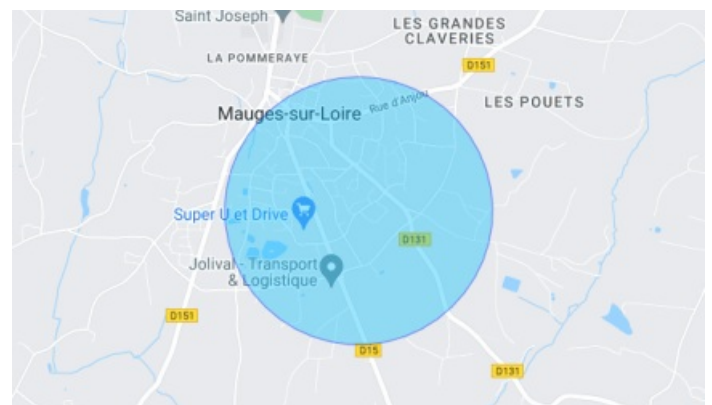 Saint Joseph
LES GRANDES
CLAVERIES
LA POMMERAYE
D151
Rue d'Anjou
LES POUETS
Mauges-sur-Loire
Super U et Drive
D131
Jolival - Transport
& Logistique
D151
D15
D131